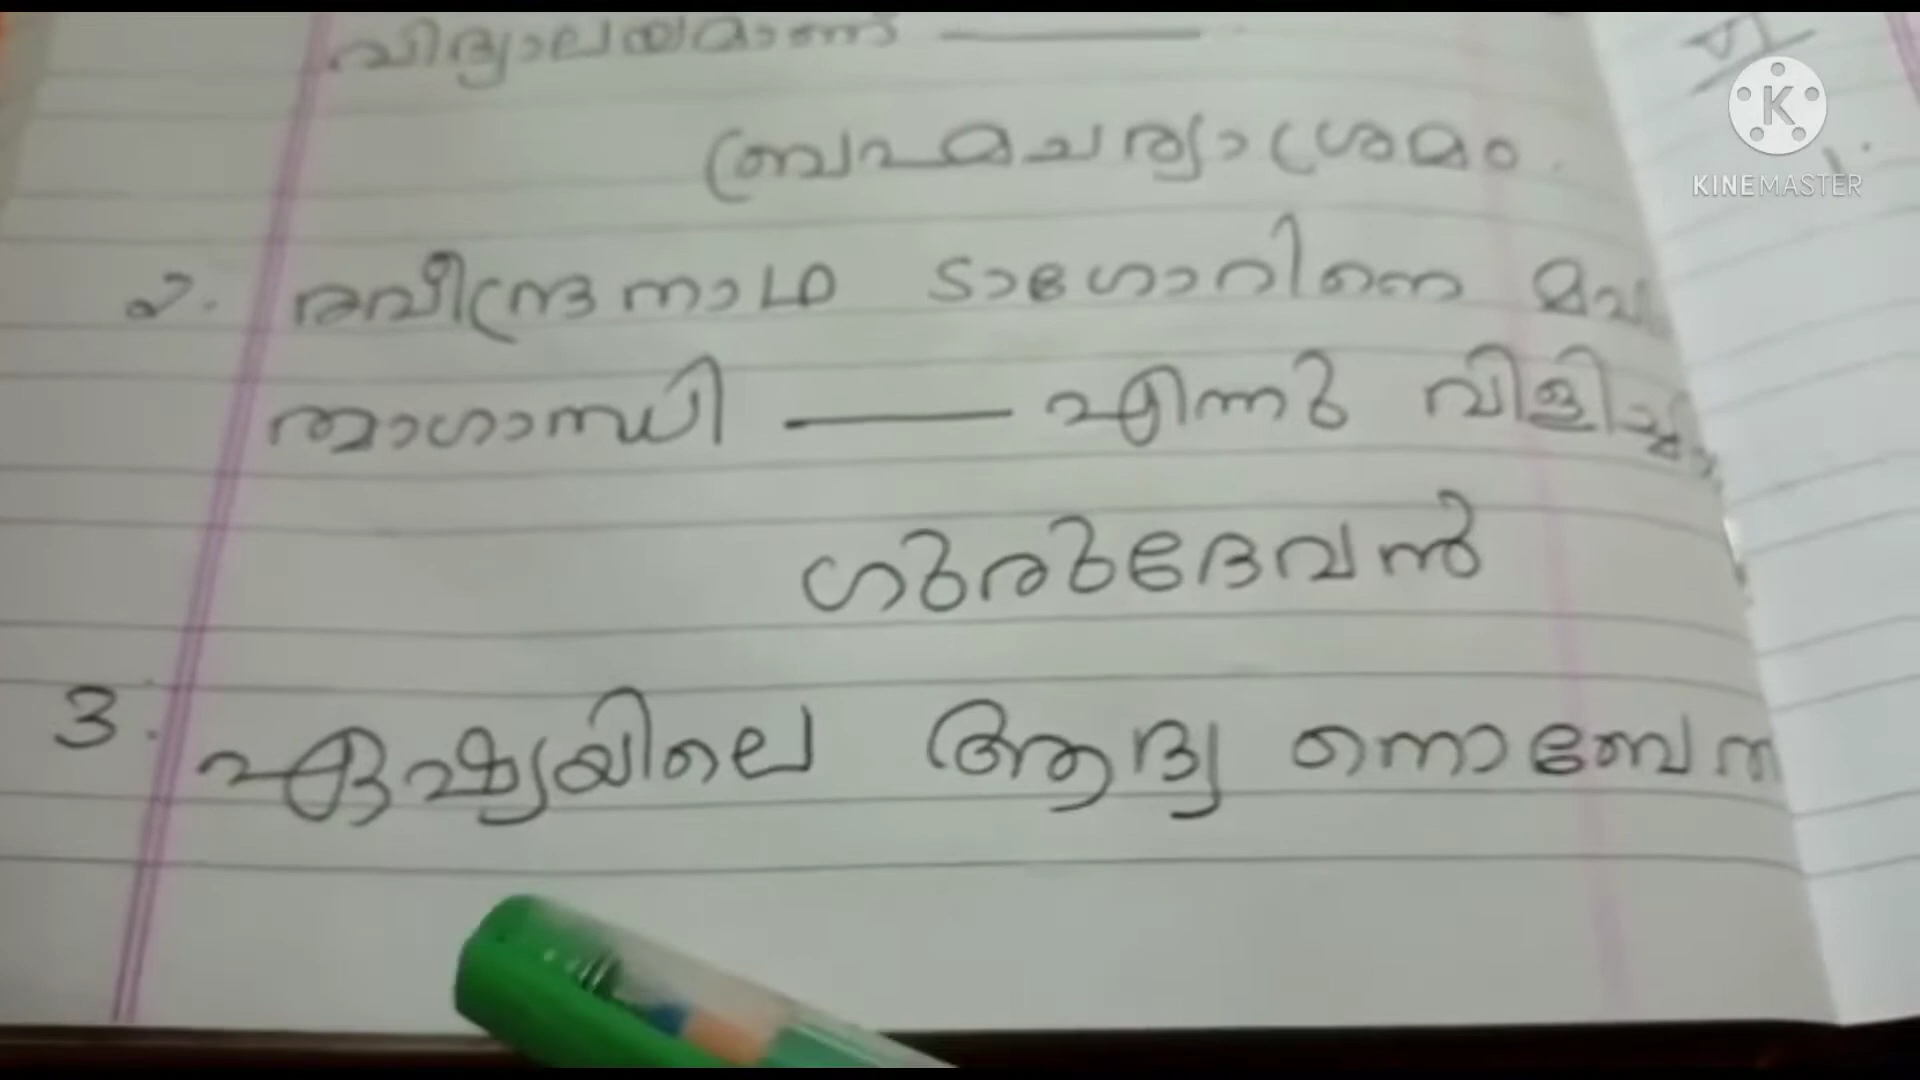 വിദ്യാലയമാണ് ———
ബ്രഹ്മചര്യാശ്രമം.
2. രവീന്ദ്രനാഥ ടാഗോറിനെ മഹാ
ത്മാഗാന്ധി ——— എന്നു വിളിച്ചു
ഗുരുദേവൻ
3. ഏഷ്യയിലെ ആദ്യ നൊബേ
KINEMASTER